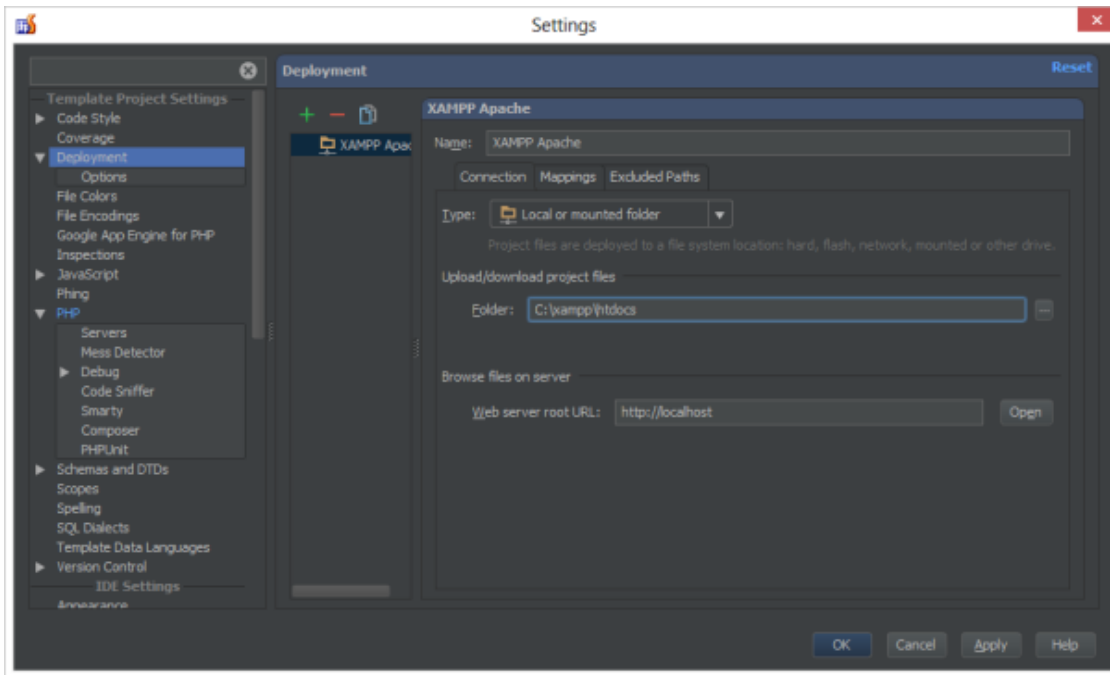 Settings
Template Project Settings
Code Style
Coverage
Deployment
Options
File Colors
File Encodings
Google App Engine for PHP
Inspections
JavaScript
Phing
PHP
Servers
Mess Detector
Debug
Code Sniffer
Smarty
Composer
PHPUnit
Schemas and DTDs
Scopes
Spelling
SQL Dialects
Template Data Languages
Version Control
IDE Settings
Appearance
Deployment
Reset
XAMPP Apac
XAMPP Apache
Name: XAMPP Apache
Connection Mappings Excluded Paths
Type: Local or mounted folder
Project files are deployed to a file system location: hard, flash, network, mounted or other drive.
Upload/download project files
Folder: C:\xampp\htdocs
Browse files on server
Web server root URL: http://localhost Open
OK Cancel Apply Help